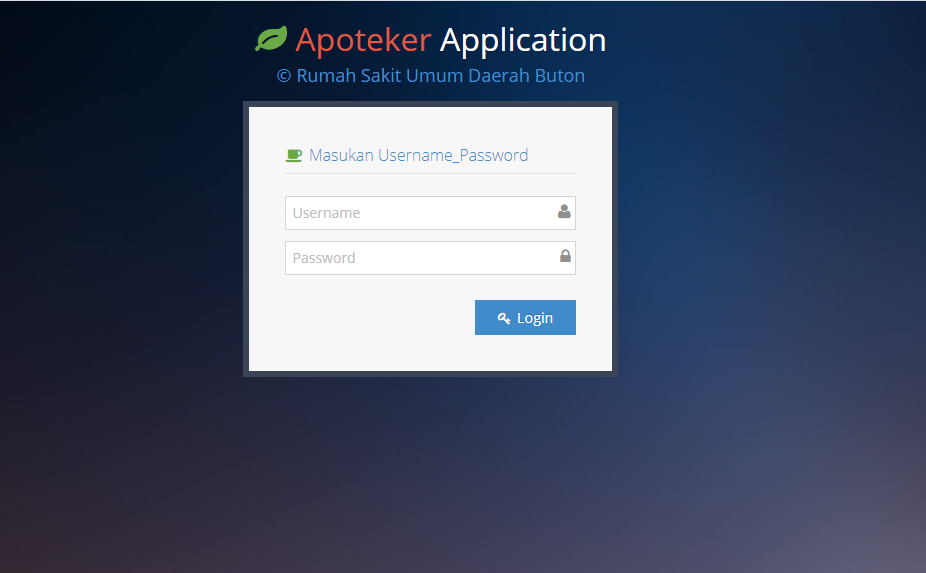 Apoteker Application
© Rumah Sakit Umum Daerah Buton
Masukan Username_Password
Username
Password
Login